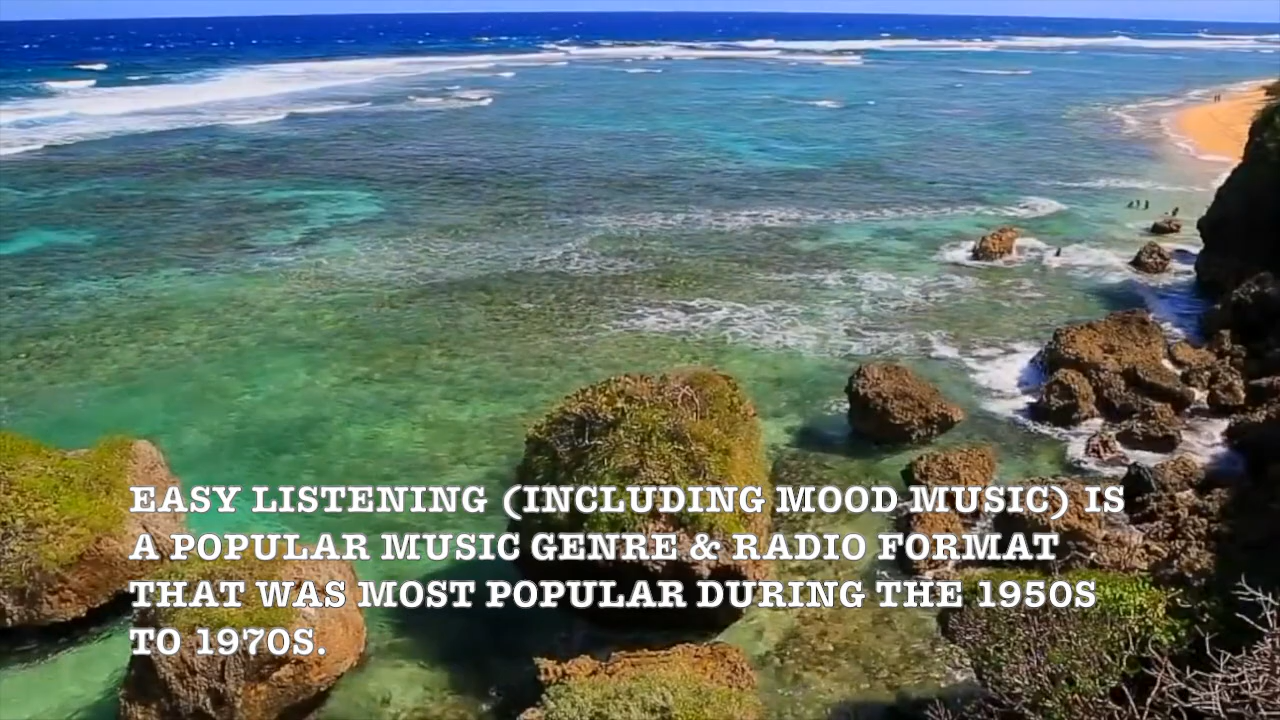 EASY LISTENING (INCLUDING MOOD MUSIC) IS
A POPULAR MUSIC GENRE & RADIO FORMAT
THAT WAS MOST POPULAR DURING THE 1950S
TO 1970S.